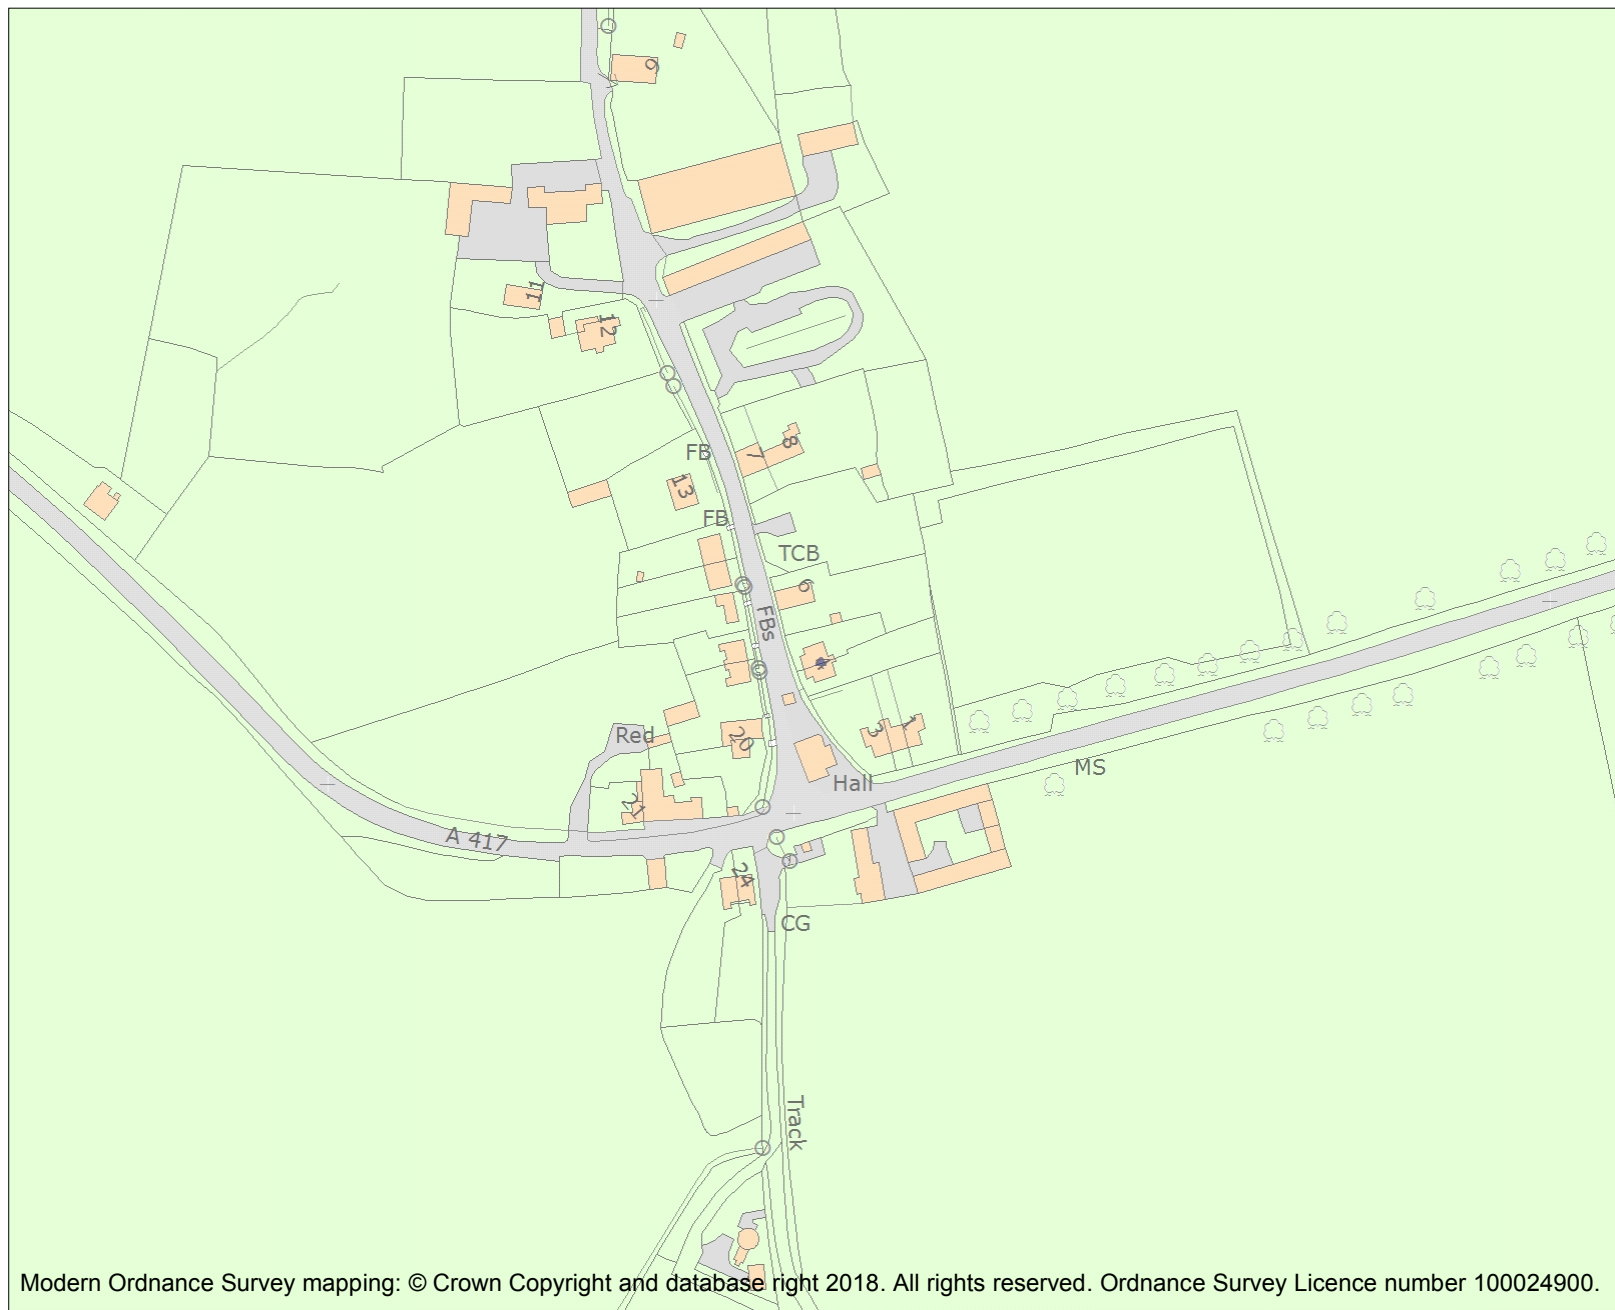 9
11
12
FB
8
7
13
FB
TCB
6
FBs
4
3
1
Red
20
Hall
MS
21
A 417
24
CG
Track
Modern Ordnance Survey mapping: © Crown Copyright and database right 2018. All rights reserved. Ordnance Survey Licence number 100024900.